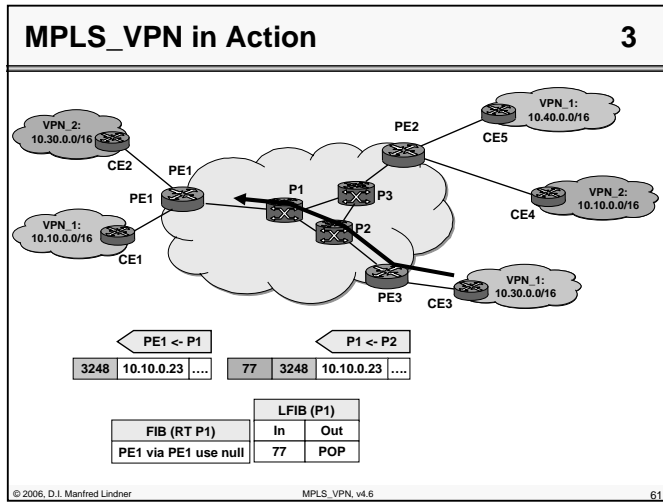 MPLS_VPN in Action 3
VPN_2:
10.30.0.0/16
CE2
PE1
PE1
VPN_1:
10.10.0.0/16
CE1
P1
P3
P2
PE2
VPN_1:
10.40.0.0/16
CE5
VPN_2:
10.10.0.0/16
CE4
PE3
CE3
VPN_1:
10.30.0.0/16
PE1 <- P1
3248 10.10.0.23 ....
P1 <- P2
77 3248 10.10.0.23 ....
LFIB (P1)
In Out
77 POP
FIB (RT P1)
PE1 via PE1 use null
© 2006, D.I. Manfred Lindner MPLS_VPN, v4.6 61